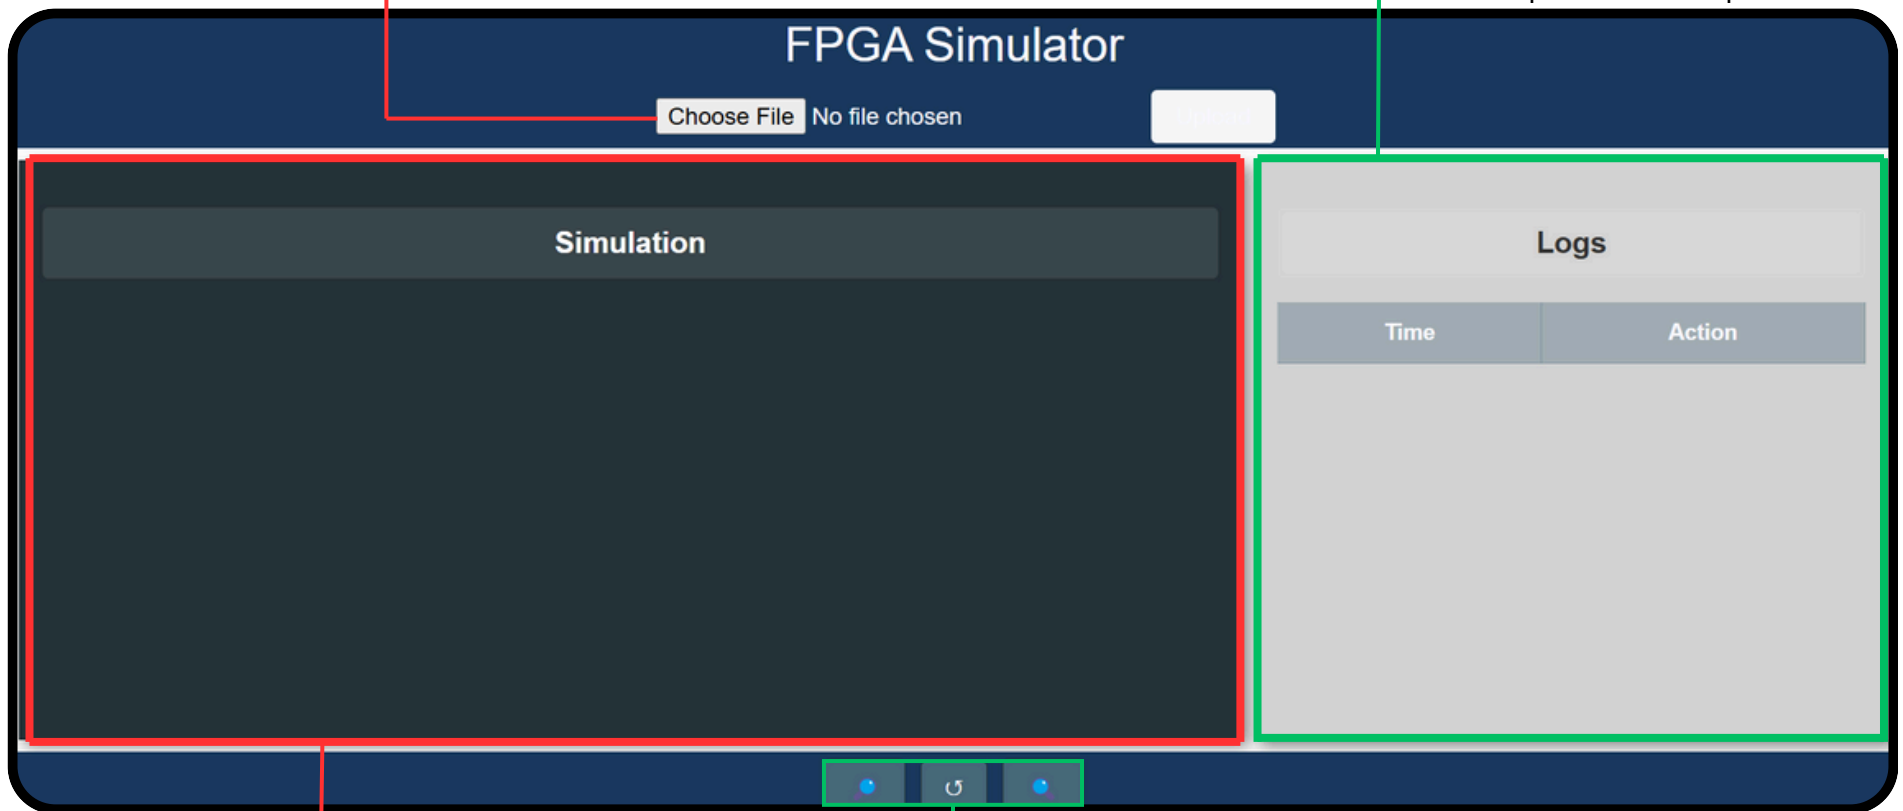 FPGA Simulator
Choose File No file chosen
Simulation
Logs
Time Action
↺